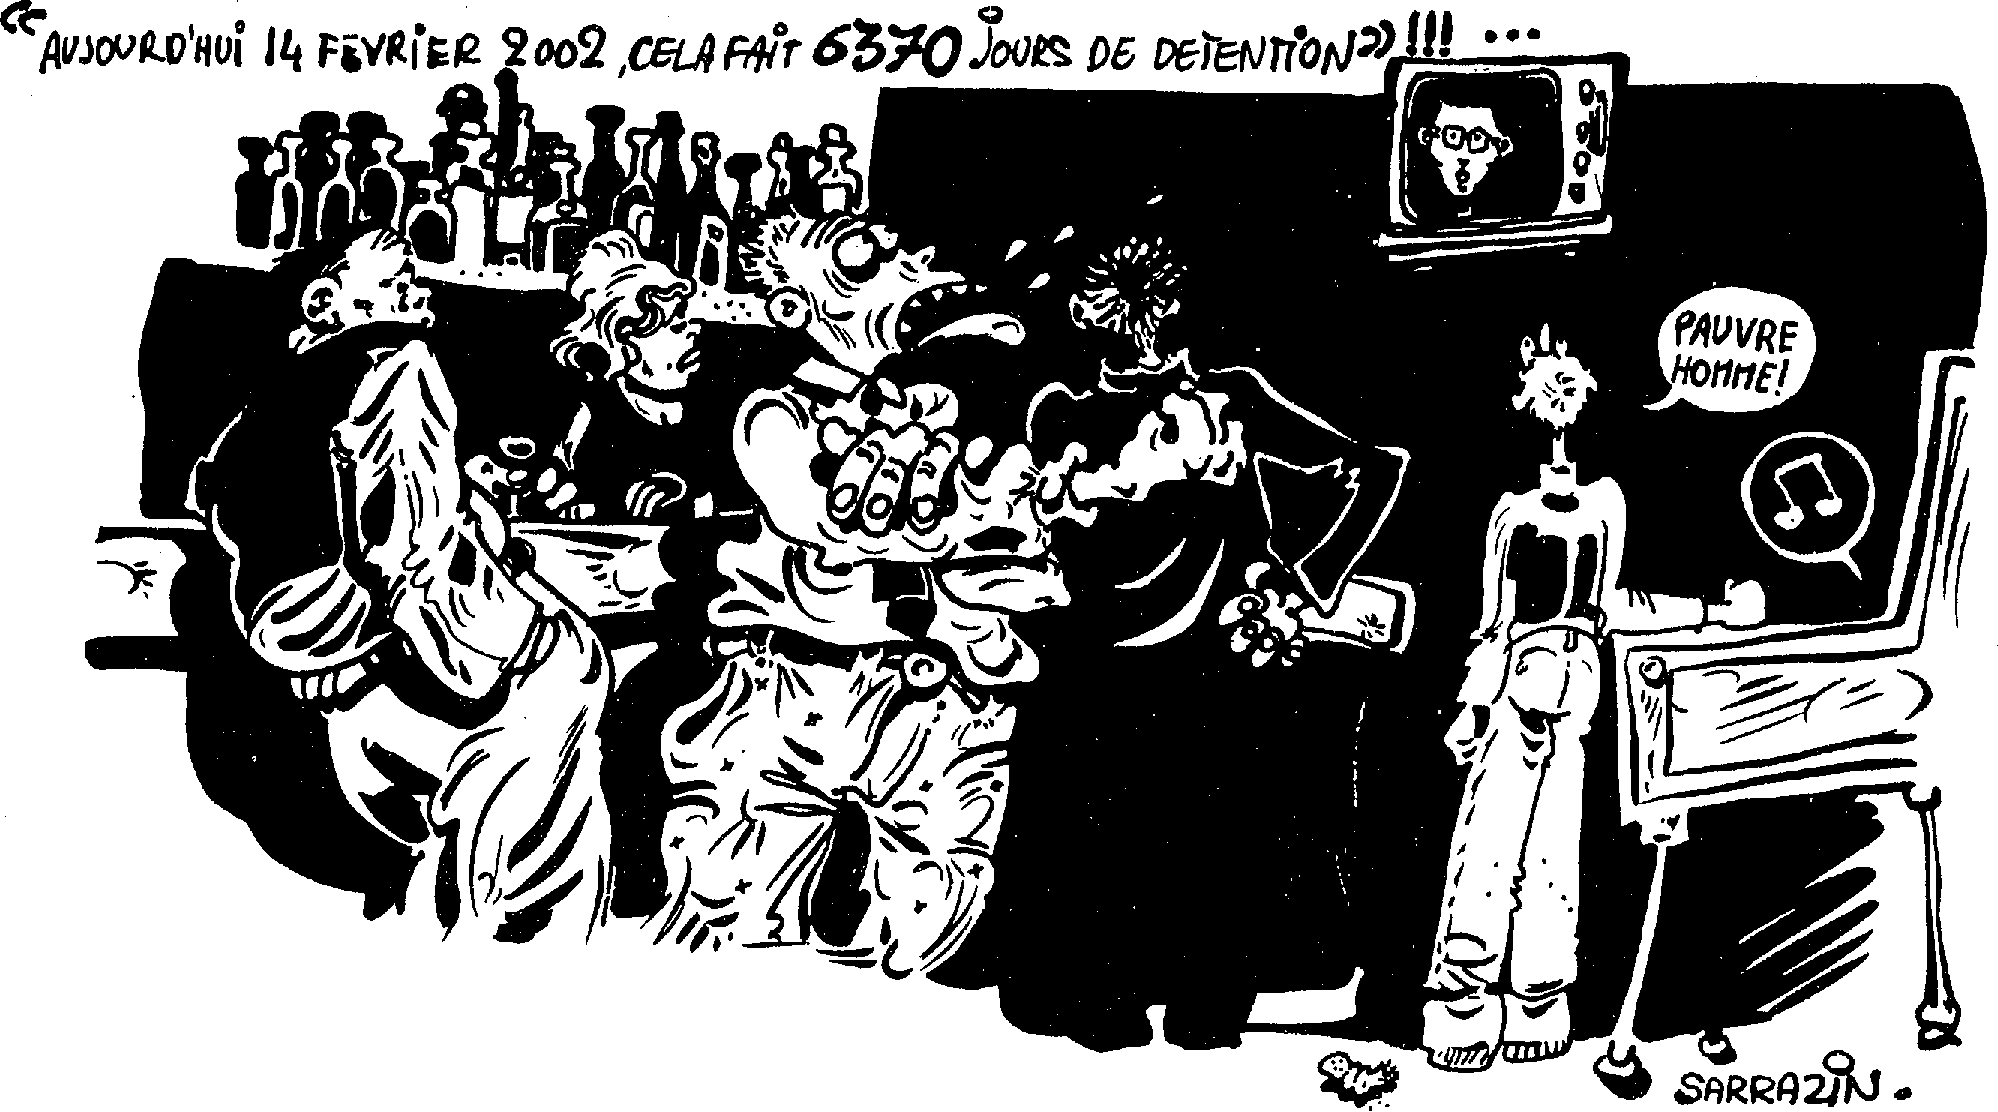 « AUJOURD'HUI 14 FEVRIER 2002, CELA FAIT 6370 JOURS DE DETENTION » !!! ...
PAUVRE
HOMME!
SARRAZIN.